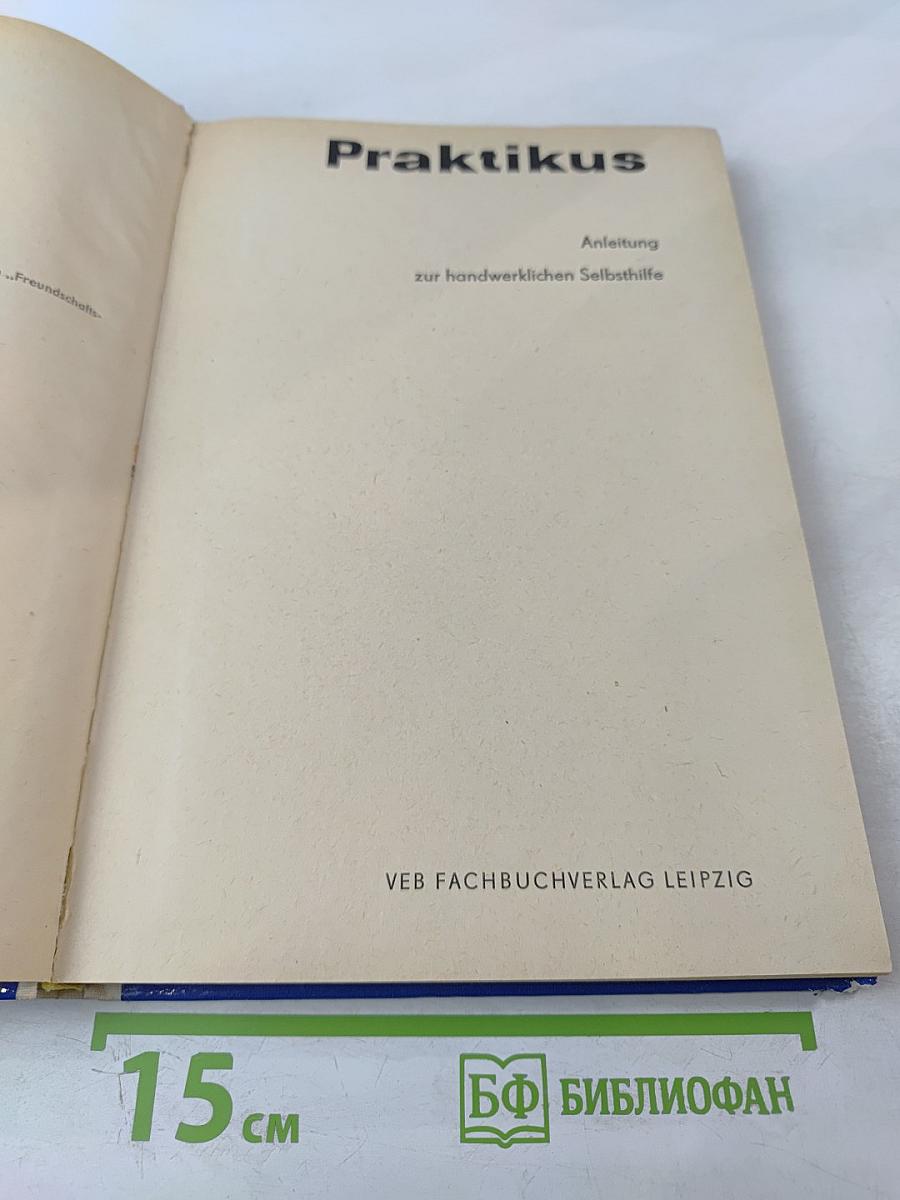 „Freundschafts-
Praktikus
Anleitung
zur handwerklichen Selbsthilfe
VEB FACHBUCHVERLAG LEIPZIG
15 см
БФ БИБЛИОФАН